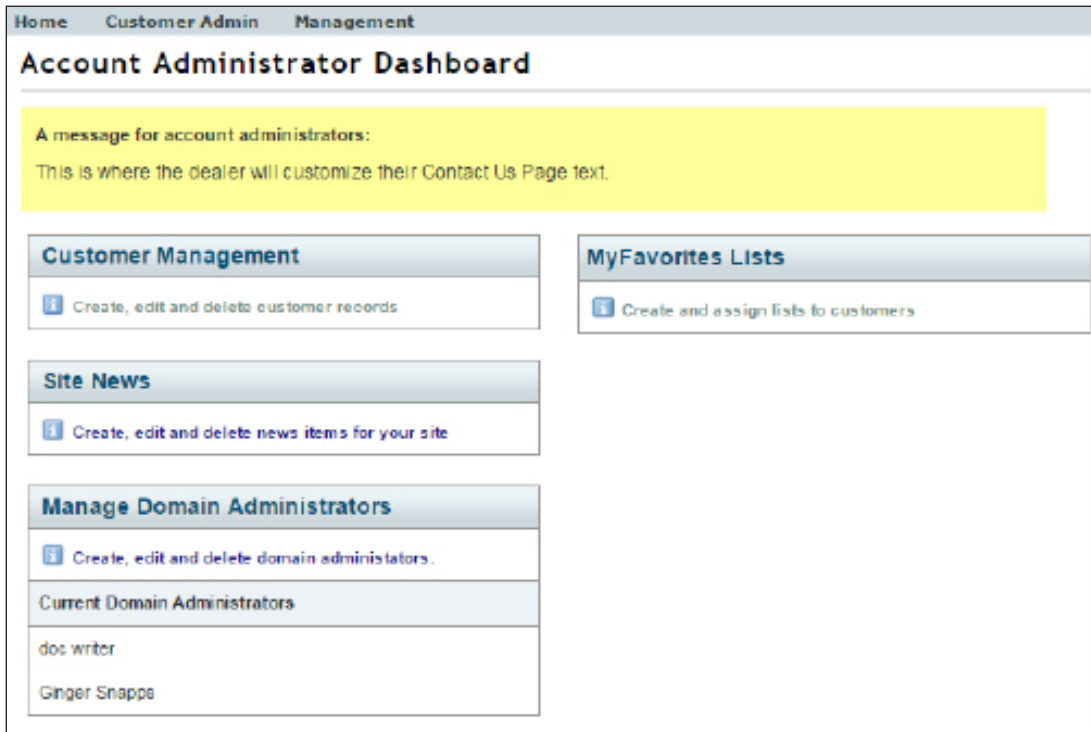 Home Customer Admin Management
Account Administrator Dashboard
A message for account administrators:
This is where the dealer will customize their Contact Us Page text.
Customer Management
Create, edit and delete customer records
MyFavorites Lists
Create and assign lists to customers
Site News
Create, edit and delete news items for your site
Manage Domain Administrators
Create, edit and delete domain administators.
Current Domain Administrators
doc writer
Ginger Snapps